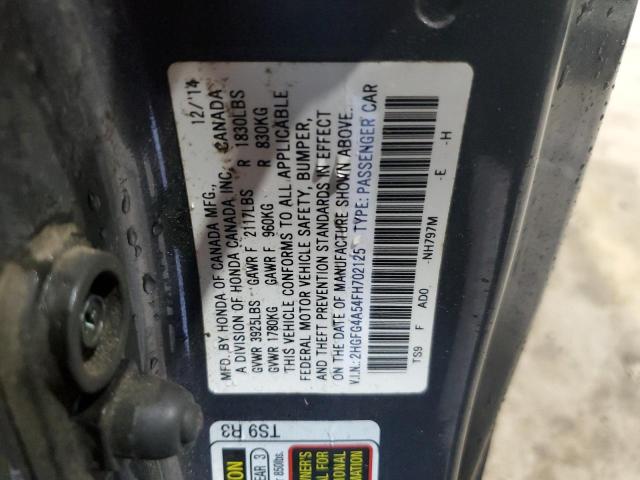 MFD. BY HONDA OF CANADA MFG., 12/'14
A DIVISION OF HONDA CANADA INC., CANADA
GVWR 3925LBS GAWR F 2117LBS R 1830LBS
GVWR 1780KG GAWR F 960KG R 830KG
THIS VEHICLE CONFORMS TO ALL APPLICABLE
FEDERAL MOTOR VEHICLE SAFETY, BUMPER,
AND THEFT PREVENTION STANDARDS IN EFFECT
ON THE DATE OF MANUFACTURE SHOWN ABOVE.
V.I.N.: 2HGFG4A54FH702125 TYPE: PASSENGER CAR
TS9 F AD0 -NH797M -E -H
TS9 R3